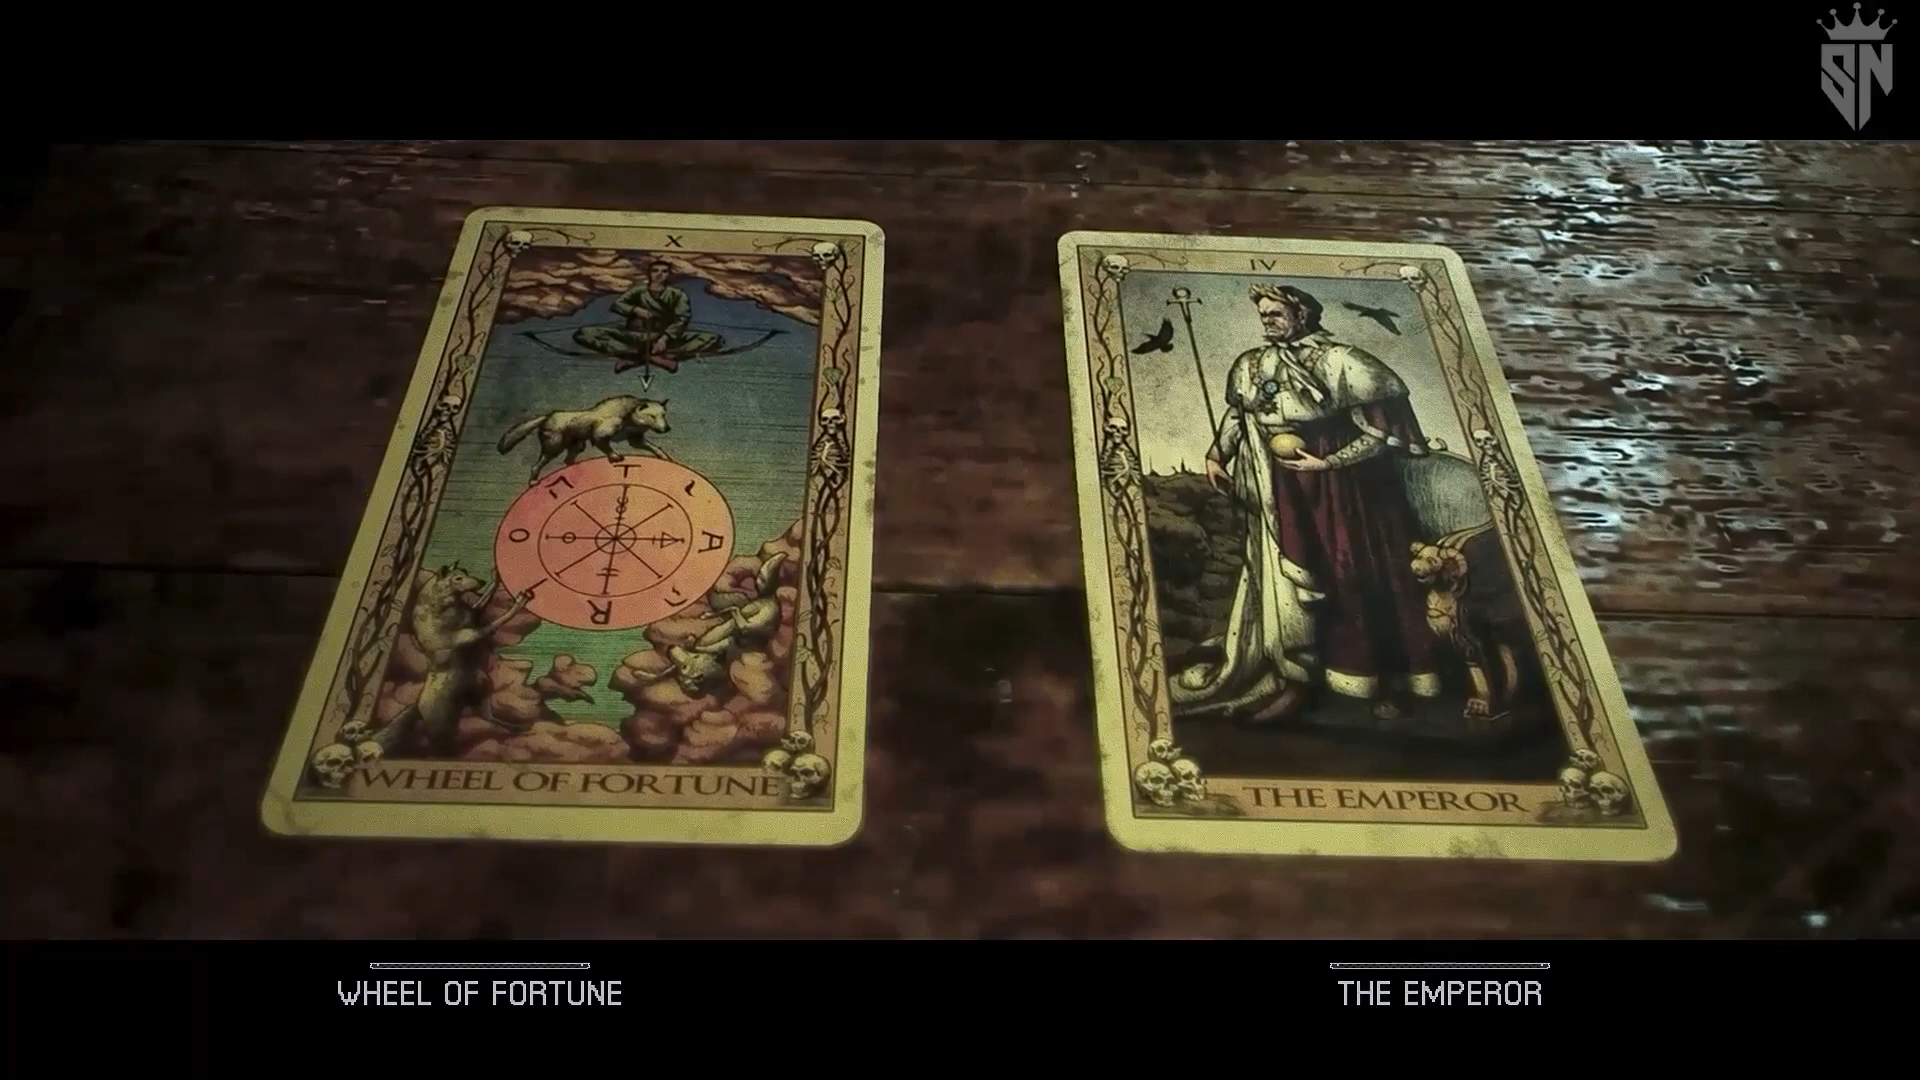 SN
X
IV
T
A
R
O
WHEEL OF FORTUNE
THE EMPEROR
WHEEL OF FORTUNE
THE EMPEROR